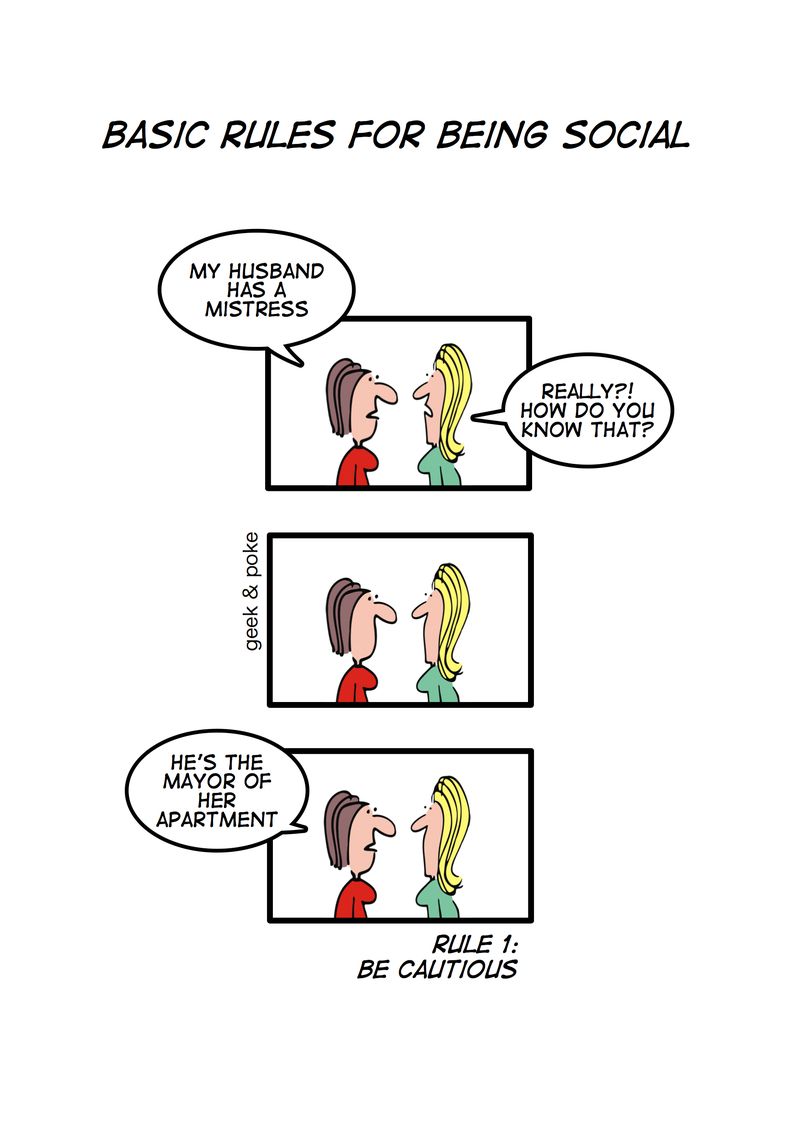 BASIC RULES FOR BEING SOCIAL
MY HUSBAND
HAS A
MISTRESS
REALLY?!
HOW DO YOU
KNOW THAT?
geek & poke
HE'S THE
MAYOR OF
HER
APARTMENT
RULE 1:
BE CAUTIOUS